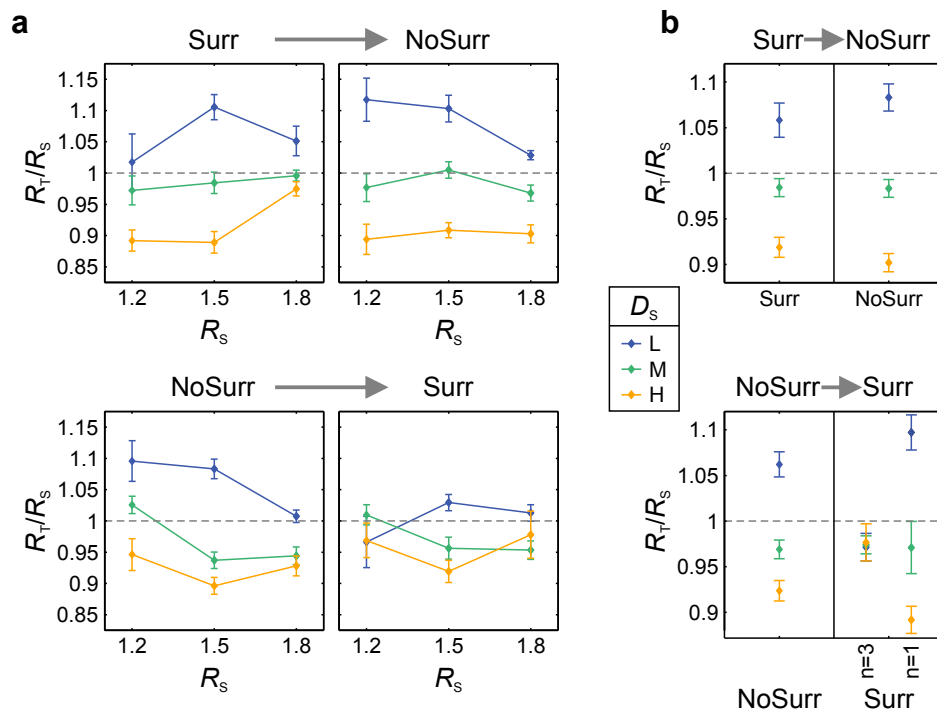 a
Surr
NoSurr
1.15
1.1
1.05
1
0.95
0.9
0.85
RT/RS
1.2 1.5 1.8
1.2 1.5 1.8
RS
RS
NoSurr
Surr
1.15
1.1
1.05
1
0.95
0.9
0.85
RT/RS
1.2 1.5 1.8
1.2 1.5 1.8
RS
RS
b
Surr
NoSurr
1.1
1.05
1
0.95
0.9
RT/RS
Surr
NoSurr
DS
L
M
H
NoSurr
Surr
1.1
1.05
1
0.95
0.9
RT/RS
n=3
n=1
NoSurr
Surr